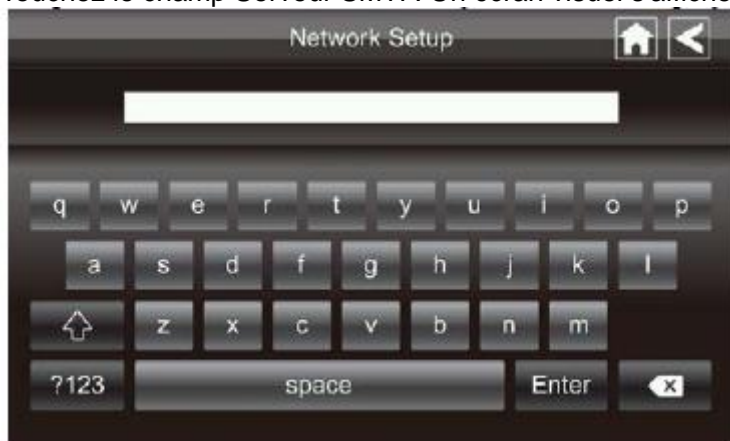 Network Setup
q w e r t y u i o p
a s d f g h j k l
z x c v b n m
?123 space Enter